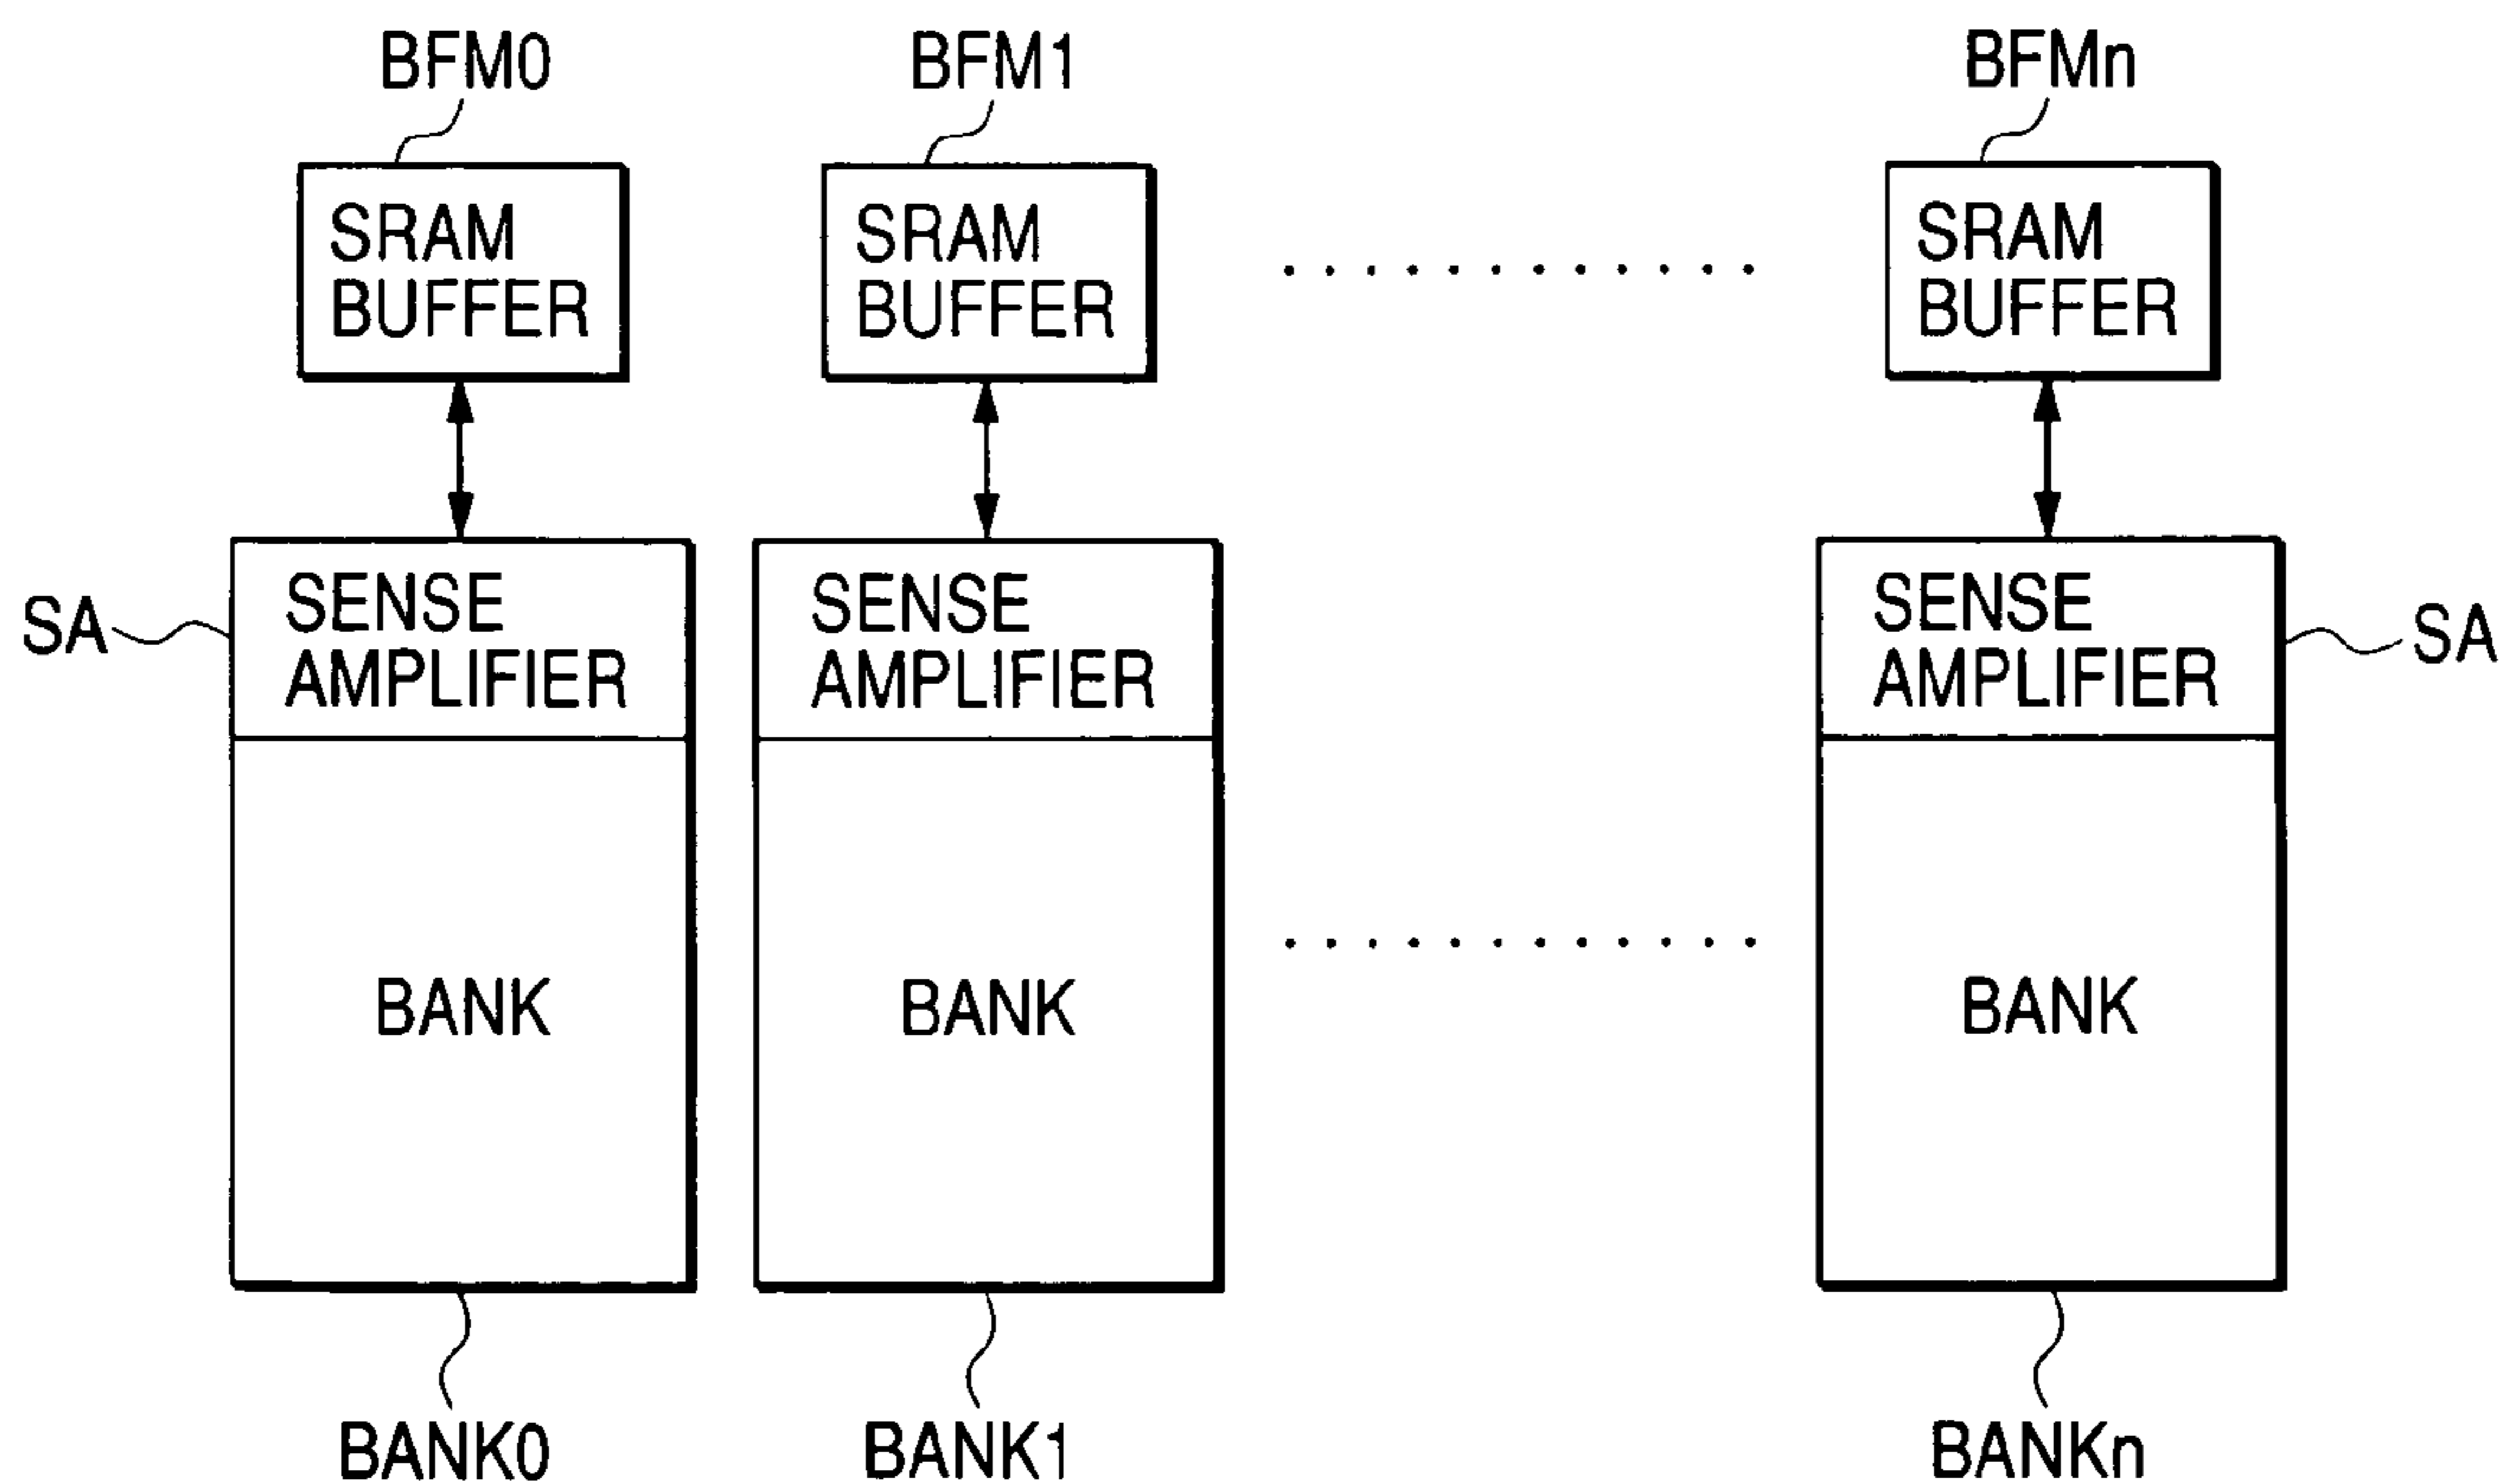 BFM0 BFM1 BFMn
SRAM SRAM SRAM
BUFFER BUFFER BUFFER
SENSE SENSE SENSE
SA SA
AMPLIFIER AMPLIFIER AMPLIFIER
BANK BANK BANK
BANK0 BANK1 BANKn